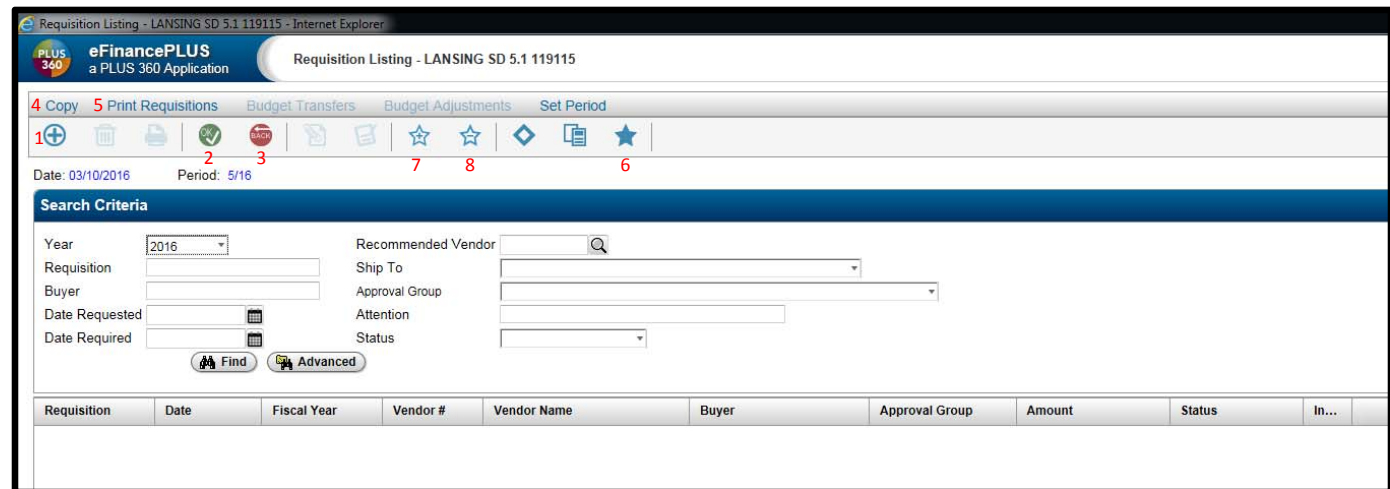 Requisition Listing - LANSING SD 5.1 119115 - Internet Explorer
PLUS 360
eFinancePLUS
a PLUS 360 Application
Requisition Listing - LANSING SD 5.1 119115
4 Copy 5 Print Requisitions Budget Transfers Budget Adjustments Set Period
1 OK BACK
2 3 7 8 6
Date: 03/10/2016 Period: 5/16
Search Criteria
Year 2016 Recommended Vendor
Requisition Ship To
Buyer Approval Group
Date Requested Attention
Date Required Status
Find Advanced
Requisition Date Fiscal Year Vendor # Vendor Name Buyer Approval Group Amount Status In...